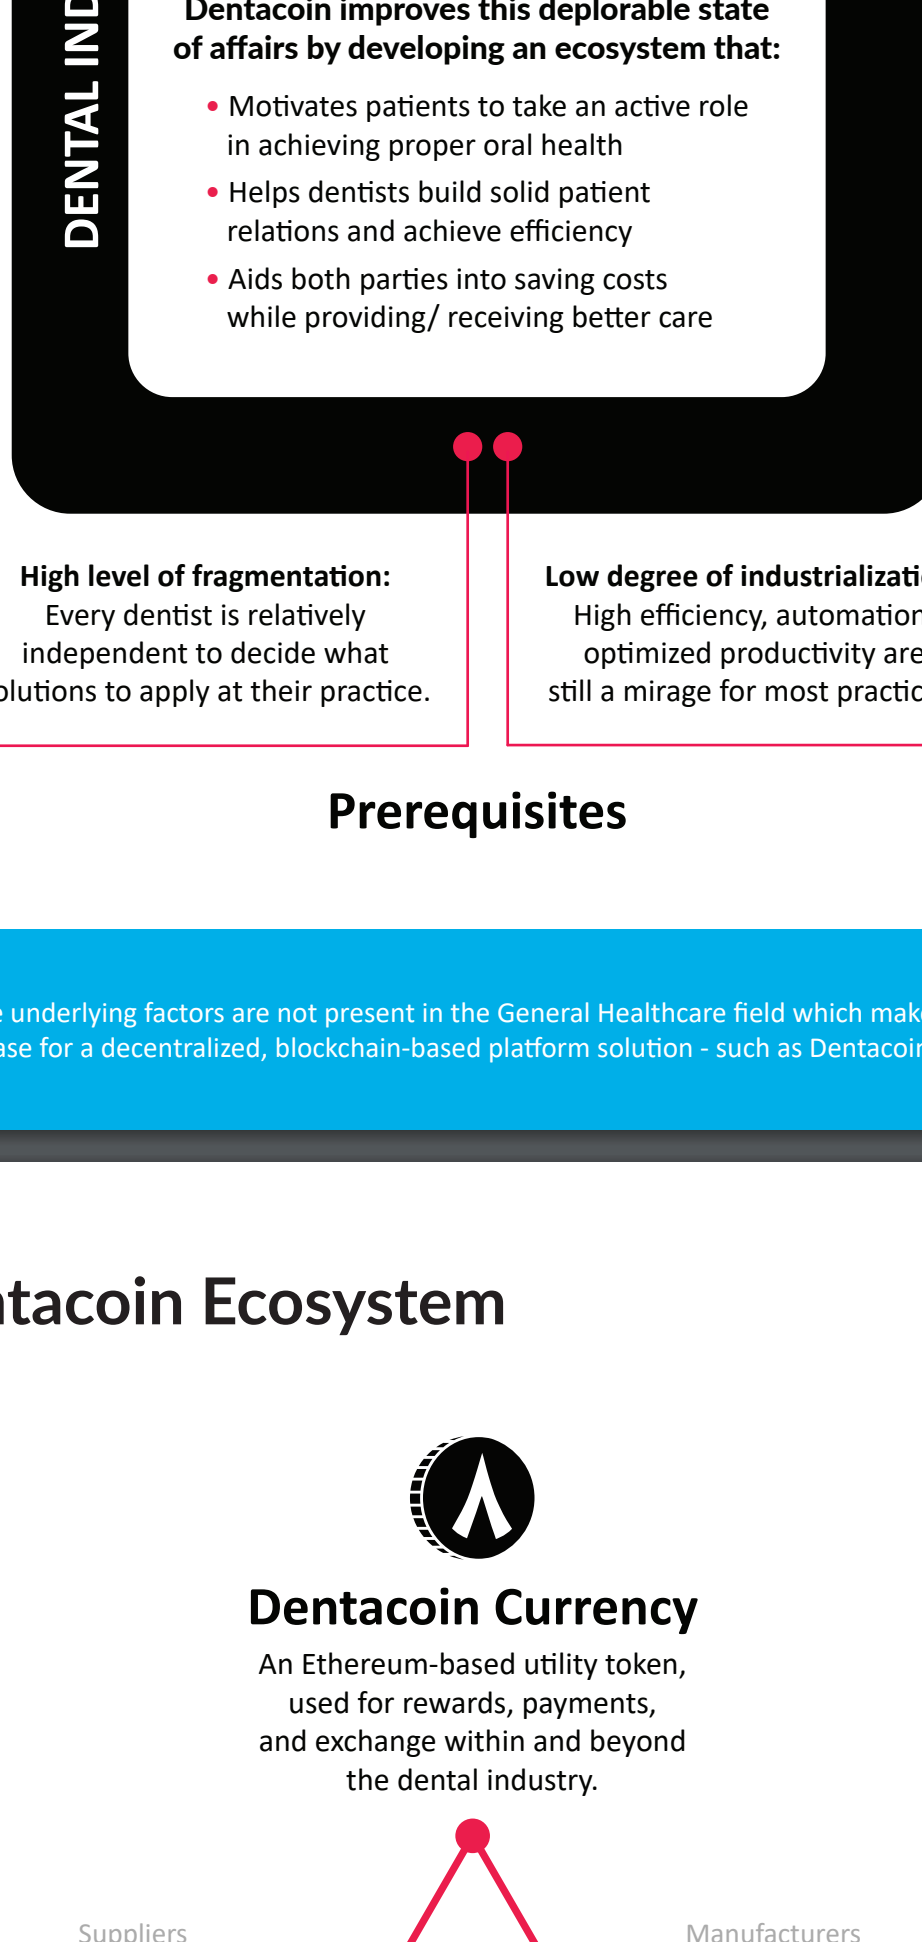 DENTAL IND
Dentacoin improves this deplorable state
of affairs by developing an ecosystem that:
• Motivates patients to take an active role
in achieving proper oral health
• Helps dentists build solid patient
relations and achieve efficiency
• Aids both parties into saving costs
while providing/ receiving better care
High level of fragmentation:
Every dentist is relatively
independent to decide what
olutions to apply at their practice.
Low degree of industrializati
High efficiency, automation
optimized productivity are
still a mirage for most practic
Prerequisites
e underlying factors are not present in the General Healthcare field which make
ase for a decentralized, blockchain-based platform solution - such as Dentacoin
ntacoin Ecosystem
Dentacoin Currency
An Ethereum-based utility token,
used for rewards, payments,
and exchange within and beyond
the dental industry.
Suppliers
Manufacturers